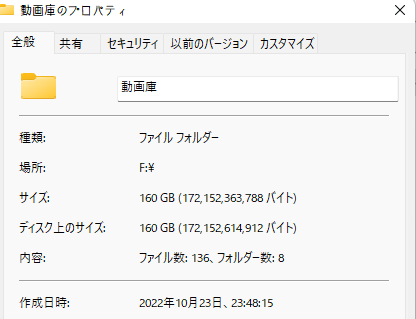 動画庫のプロパティ
全般 共有 セキュリティ 以前のバージョン カスタマイズ
動画庫
種類: ファイル フォルダー
場所: F:¥
サイズ: 160 GB (172,152,363,788 バイト)
ディスク上のサイズ: 160 GB (172,152,614,912 バイト)
内容: ファイル数: 136、フォルダー数: 8
作成日時: 2022年10月23日、23:48:15